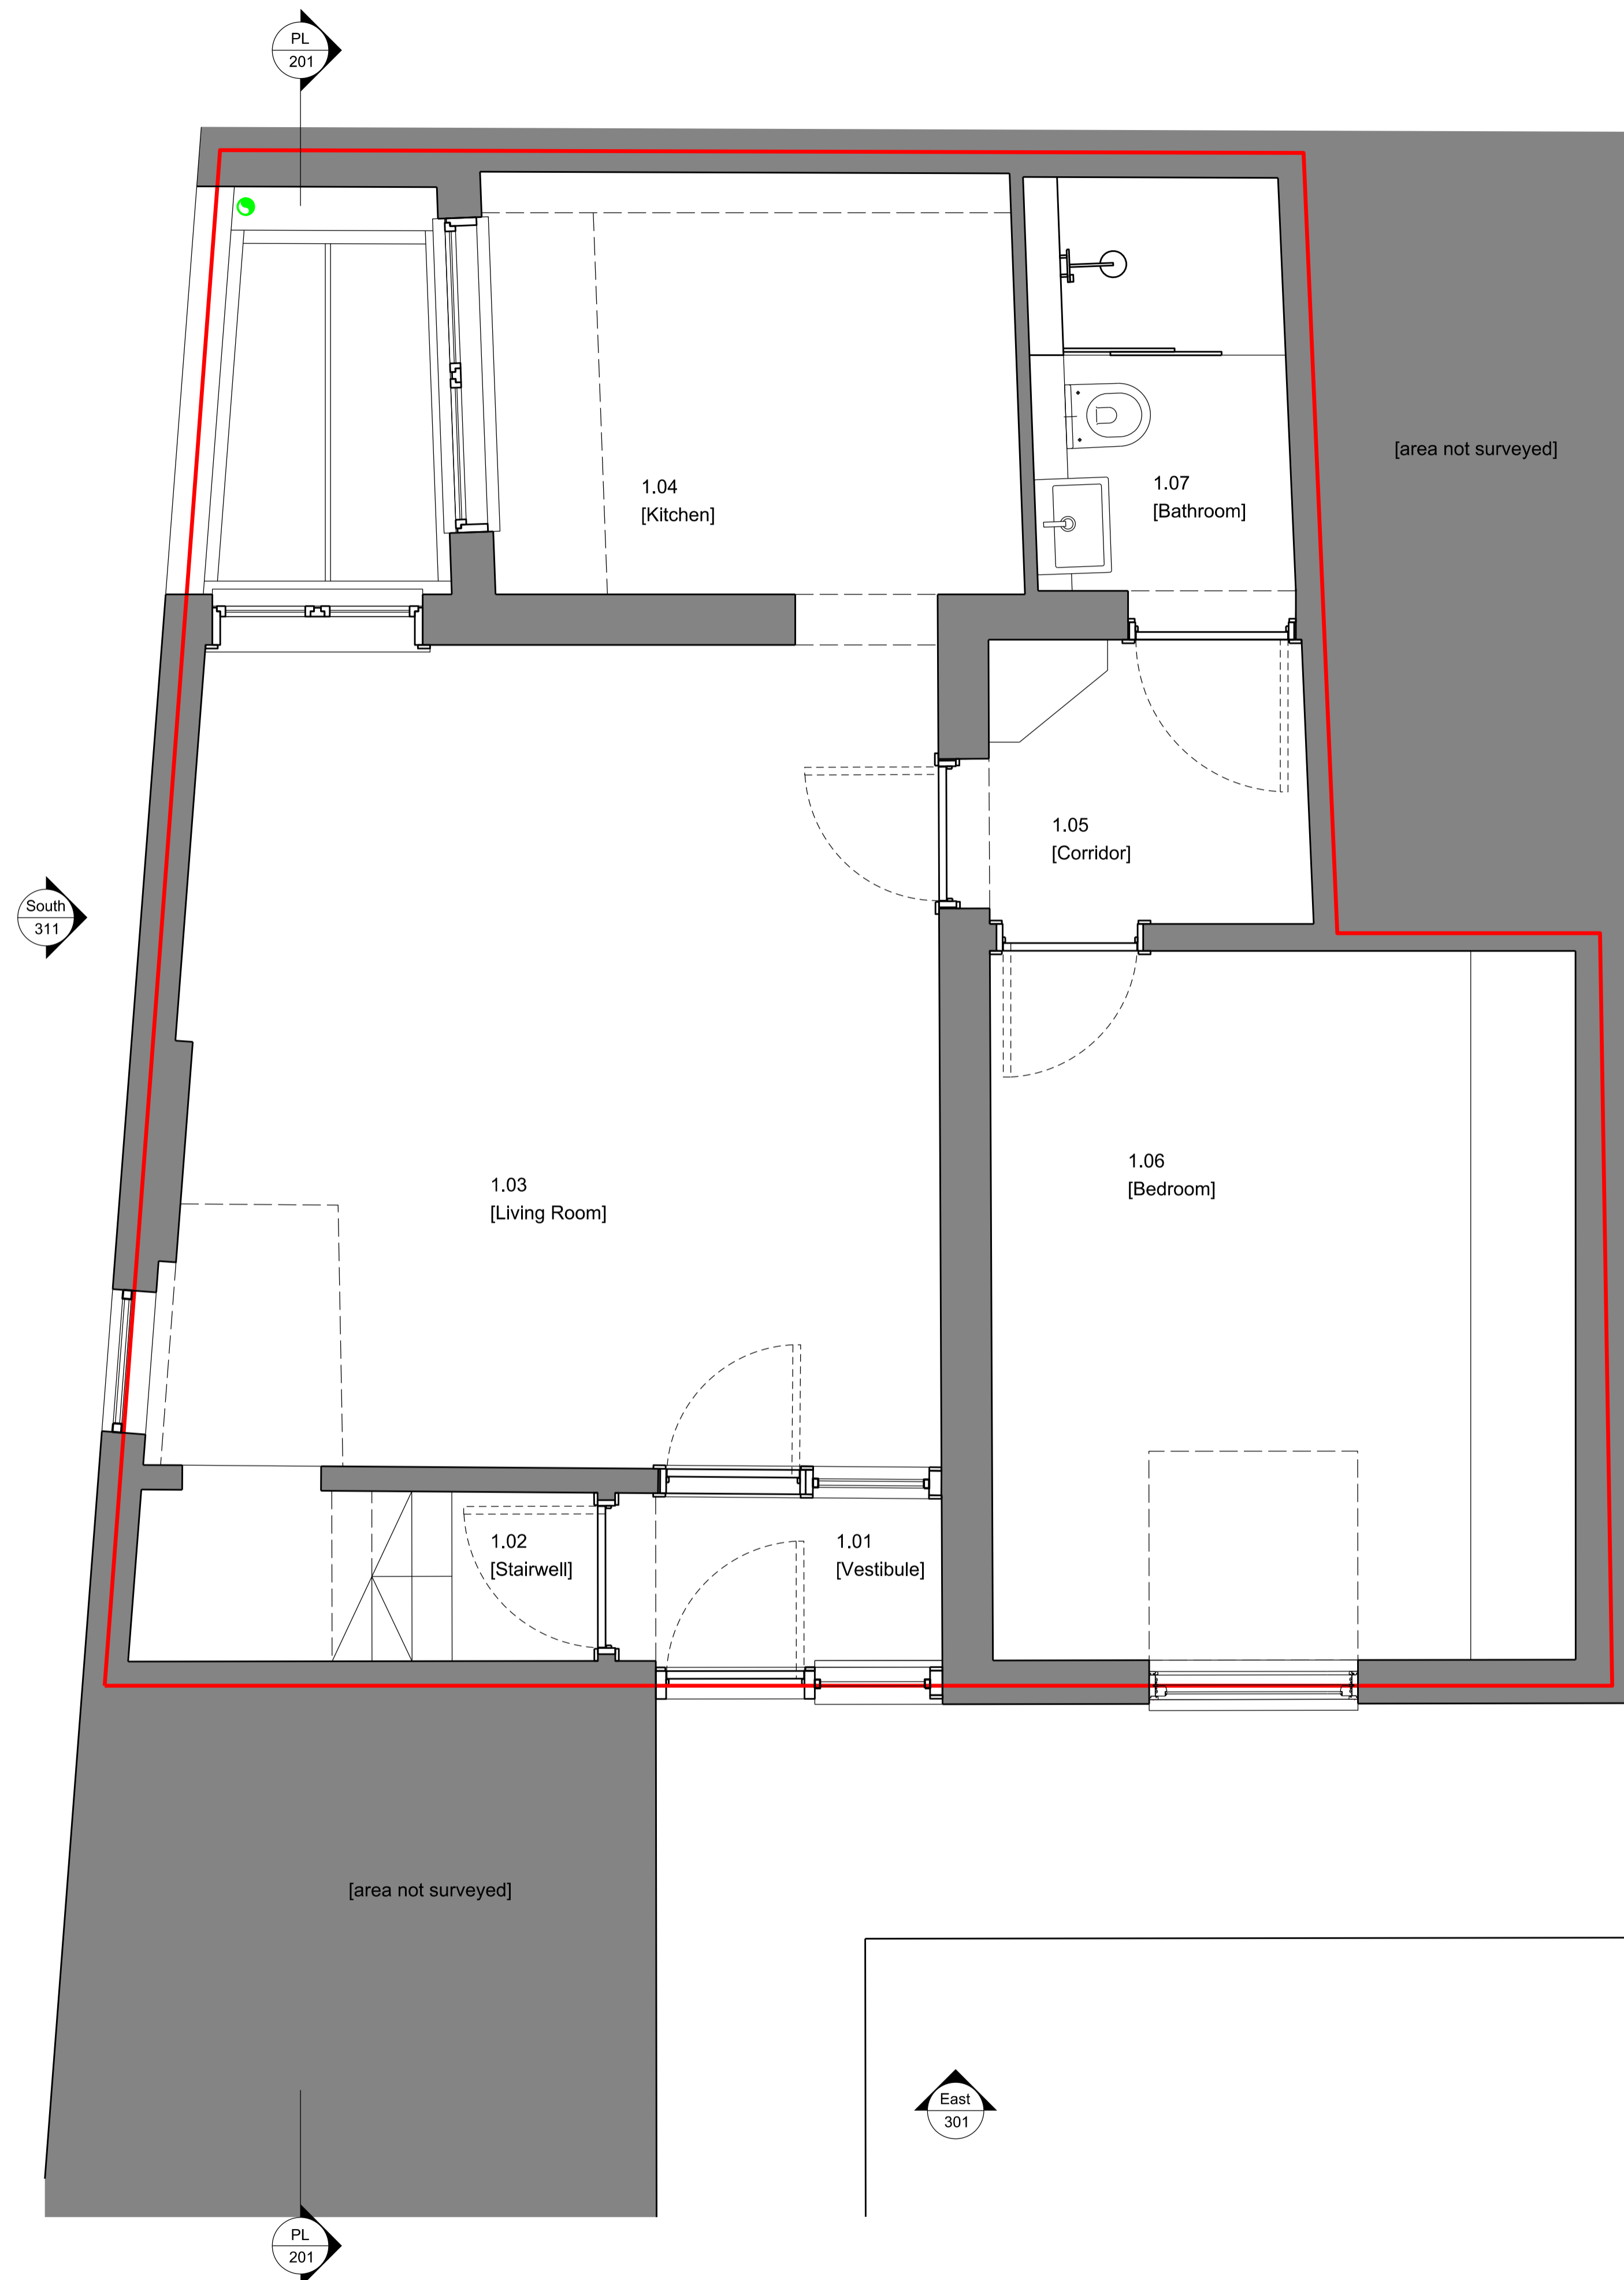 PL
201
[area not surveyed]
1.04
[Kitchen]
1.07
[Bathroom]
1.05
[Corridor]
South
311
1.06
[Bedroom]
1.03
[Living Room]
1.02
[Stairwell]
1.01
[Vestibule]
[area not surveyed]
East
301
PL
201